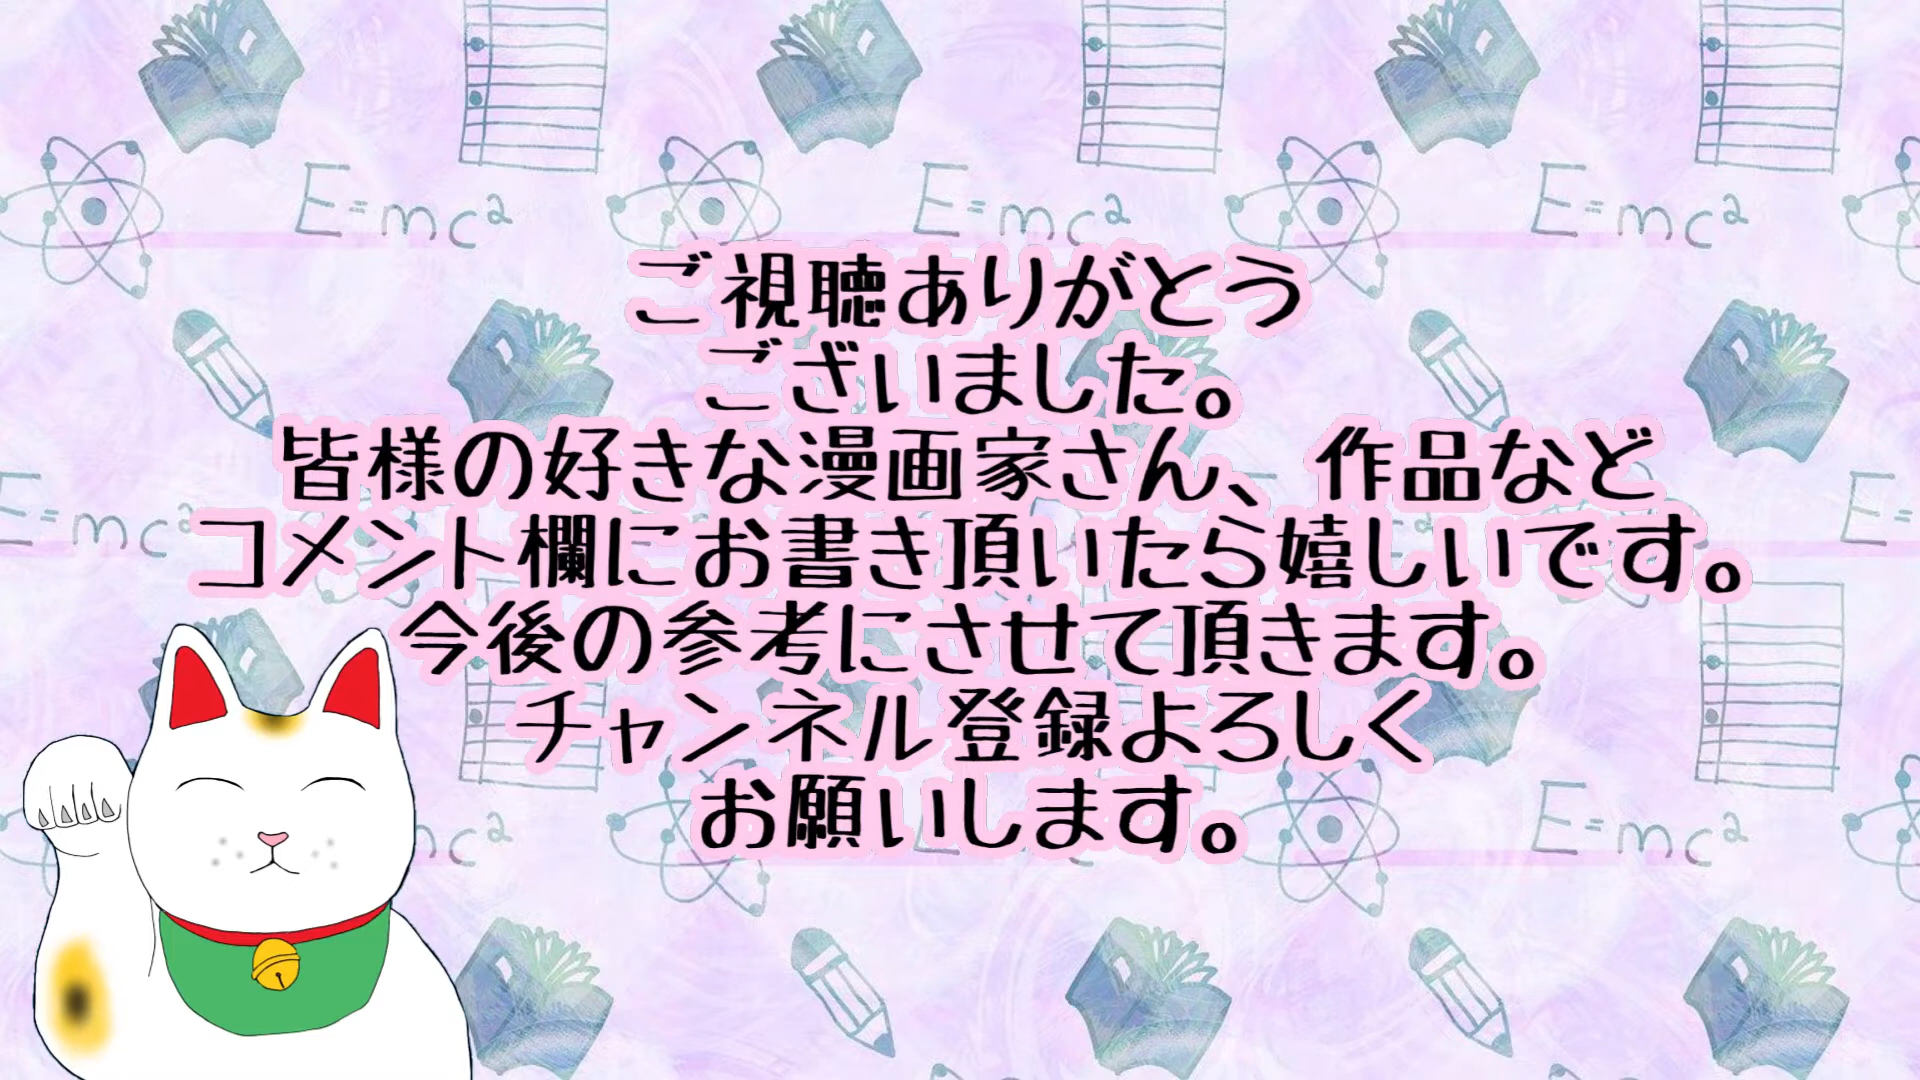 E=mc²
E=mc²
E=mc²
ご視聴ありがとう
ございました。
皆様の好きな漫画家さん、作品など
コメント欄にお書き頂いたら嬉しいです。
今後の参考にさせて頂きます。
チャンネル登録よろしく
お願いします。
E=mc
E=
mc²
E=mc²